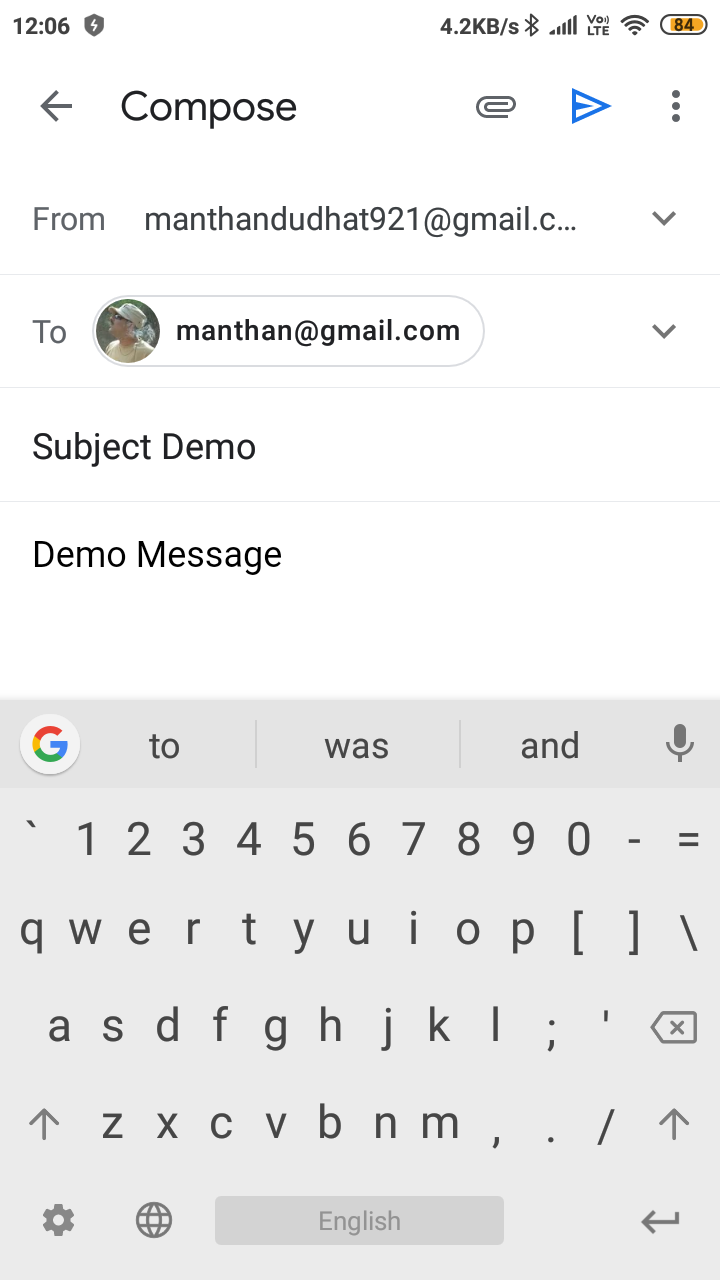 12:06 4.2KB/s Vo) LTE 84
Compose
From manthandudhat921@gmail.c...
To manthan@gmail.com
Subject Demo
Demo Message
G to was and
` 1 2 3 4 5 6 7 8 9 0 - =
q w e r t y u i o p [ ] \
a s d f g h j k l ; '
z x c v b n m , . /
English